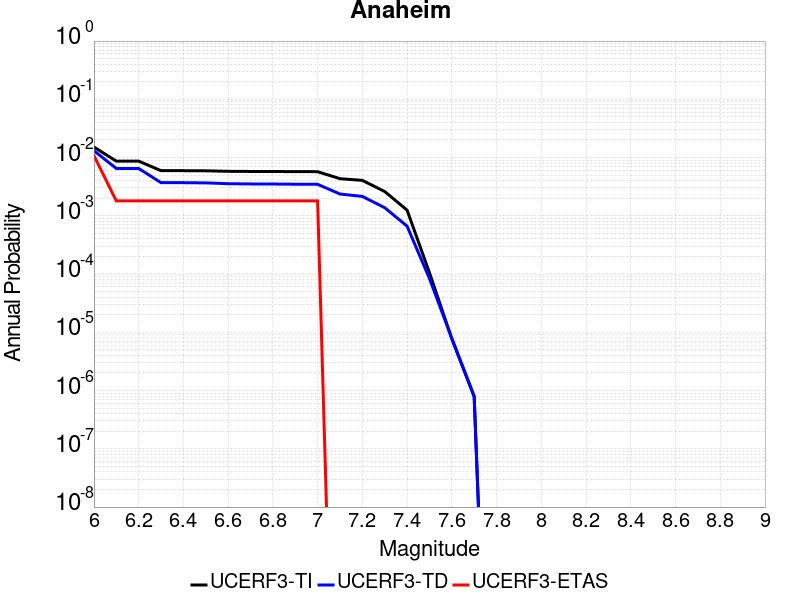 Anaheim
Annual Probability
10^0
10^-1
10^-2
10^-3
10^-4
10^-5
10^-6
10^-7
10^-8
6 6.2 6.4 6.6 6.8 7 7.2 7.4 7.6 7.8 8 8.2 8.4 8.6 8.8 9
Magnitude
UCERF3-TI UCERF3-TD UCERF3-ETAS